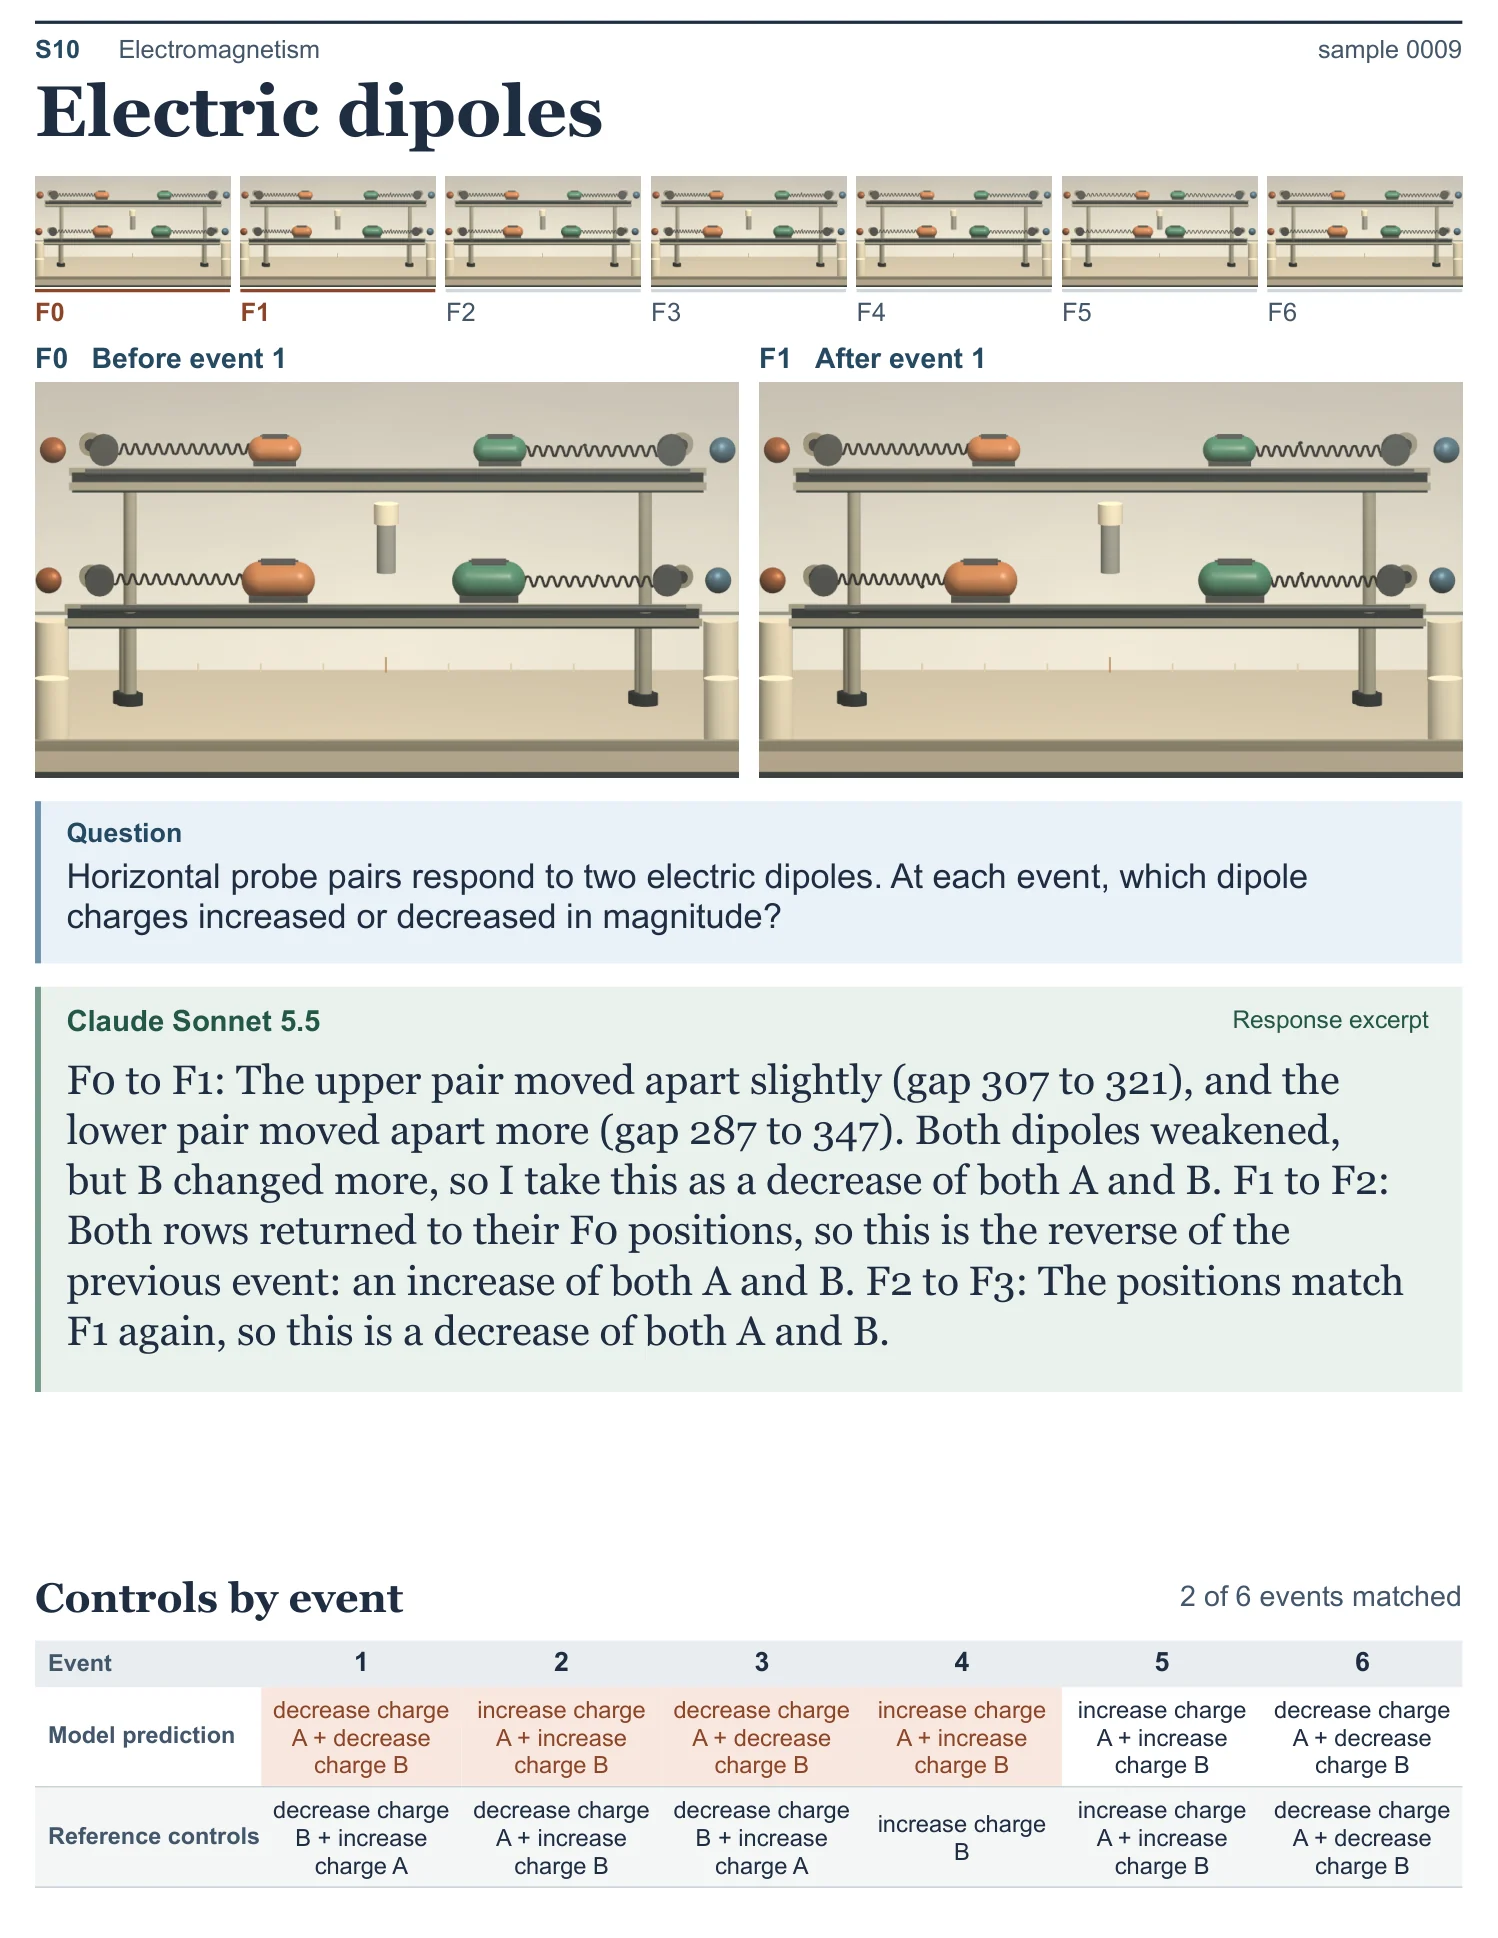 S10 Electromagnetism sample 0009
Electric dipoles
F0 F1 F2 F3 F4 F5 F6
F0 Before event 1
F1 After event 1
Question
Horizontal probe pairs respond to two electric dipoles. At each event, which dipole
charges increased or decreased in magnitude?
Claude Sonnet 5.5 Response excerpt
F0 to F1: The upper pair moved apart slightly (gap 307 to 321), and the
lower pair moved apart more (gap 287 to 347). Both dipoles weakened,
but B changed more, so I take this as a decrease of both A and B. F1 to F2:
Both rows returned to their F0 positions, so this is the reverse of the
previous event: an increase of both A and B. F2 to F3: The positions match
F1 again, so this is a decrease of both A and B.
Controls by event 2 of 6 events matched
Event 1 2 3 4 5 6
Model prediction
decrease charge A + decrease charge B
increase charge A + increase charge B
decrease charge A + decrease charge B
increase charge A + increase charge B
increase charge A + increase charge B
decrease charge A + decrease charge B
Reference controls
decrease charge B + increase charge A
decrease charge A + increase charge B
decrease charge B + increase charge A
increase charge B
increase charge A + increase charge B
decrease charge A + decrease charge B